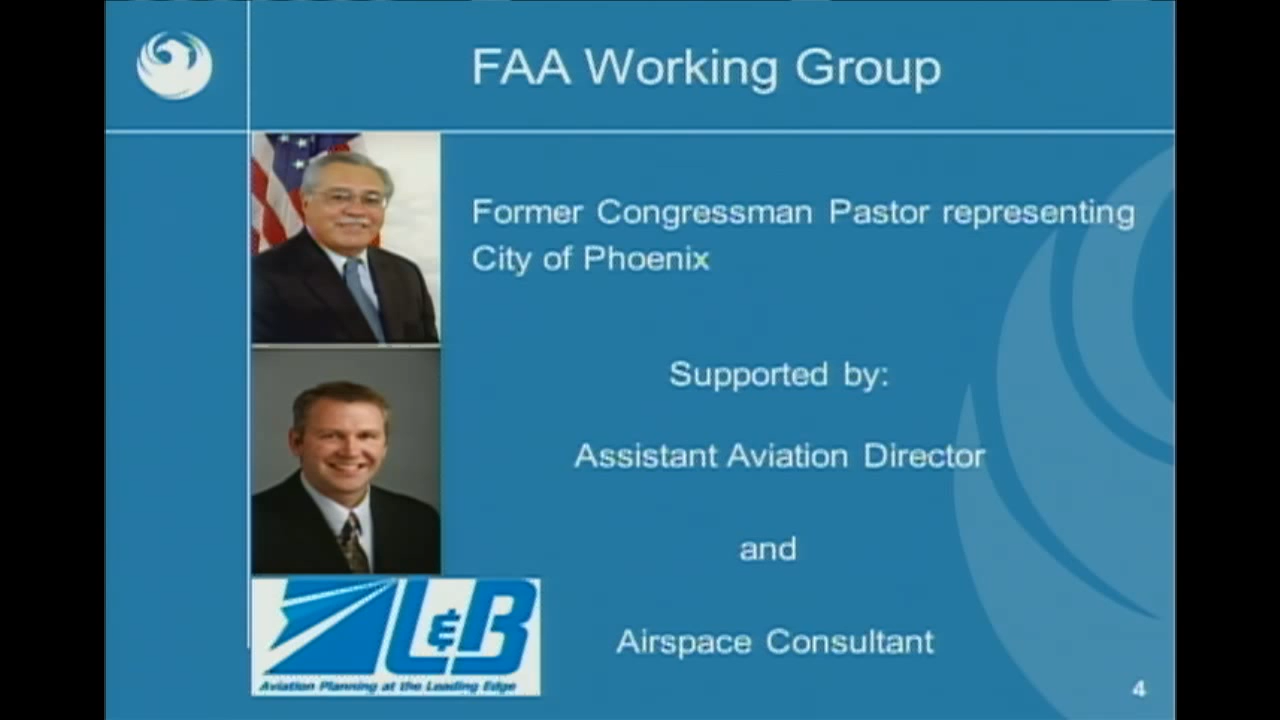 FAA Working Group
Former Congressman Pastor representing
City of Phoenix
Supported by:
Assistant Aviation Director
and
Airspace Consultant
L&B
Aviation Planning at the Leading Edge
4